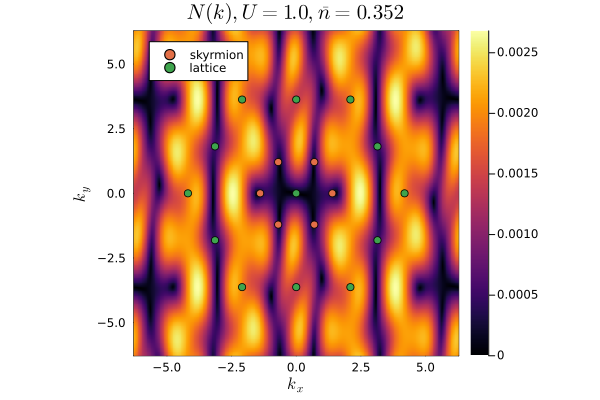 N(k), U = 1.0, n̄ = 0.352
skyrmion
lattice
5.0
2.5
0.0
−2.5
−5.0
k_y
−5.0 −2.5 0.0 2.5 5.0
k_x
0.0025
0.0020
0.0015
0.0010
0.0005
0